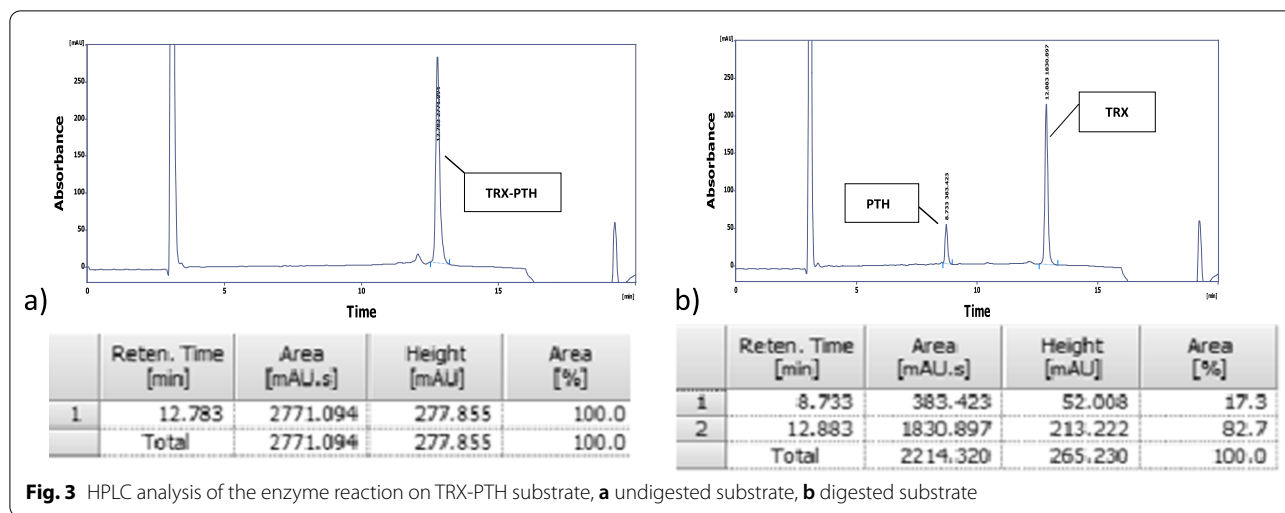 [mAU]
250
200
150
100
50
0
Absorbance
12.783 2771.094
TRX-PTH
0
5
10
15
[min]
Time
a)
Reten. Time [min]
Area [mAU.s]
Height [mAU]
Area [%]
1 12.783 2771.094 277.855 100.0
Total 2771.094 277.855 100.0
[mAU]
250
200
150
100
50
0
Absorbance
8.733 383.423
12.883 1830.897
PTH
TRX
0
5
10
15
[min]
Time
b)
Reten. Time [min]
Area [mAU.s]
Height [mAU]
Area [%]
1 8.733 383.423 52.008 17.3
2 12.883 1830.897 213.222 82.7
Total 2214.320 265.230 100.0
Fig. 3 HPLC analysis of the enzyme reaction on TRX-PTH substrate, a undigested substrate, b digested substrate